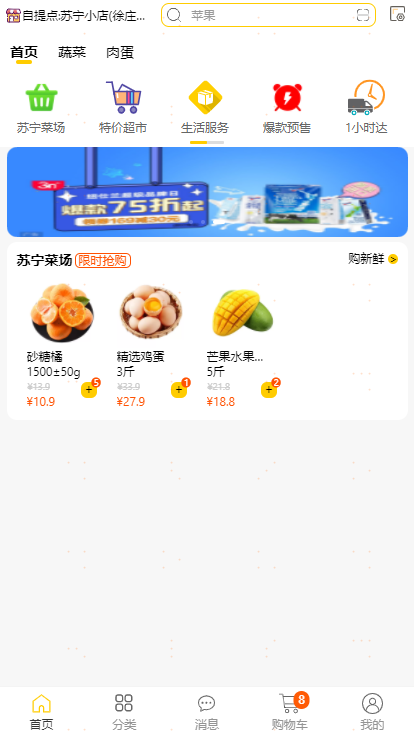 自提点:苏宁小店(徐庄...
苹果
首页 蔬菜 肉蛋
苏宁菜场 特价超市 生活服务 爆款预售 1小时达
爆款75折起
苏宁菜场 限时抢购 购新鲜 >
砂糖橘 精选鸡蛋 芒果水果...
1500±50g 3斤 5斤
¥13.9 ¥33.9 ¥21.8
+ 5 + 1 + 2
¥10.9 ¥27.9 ¥18.8
8
首页 分类 消息 购物车 我的